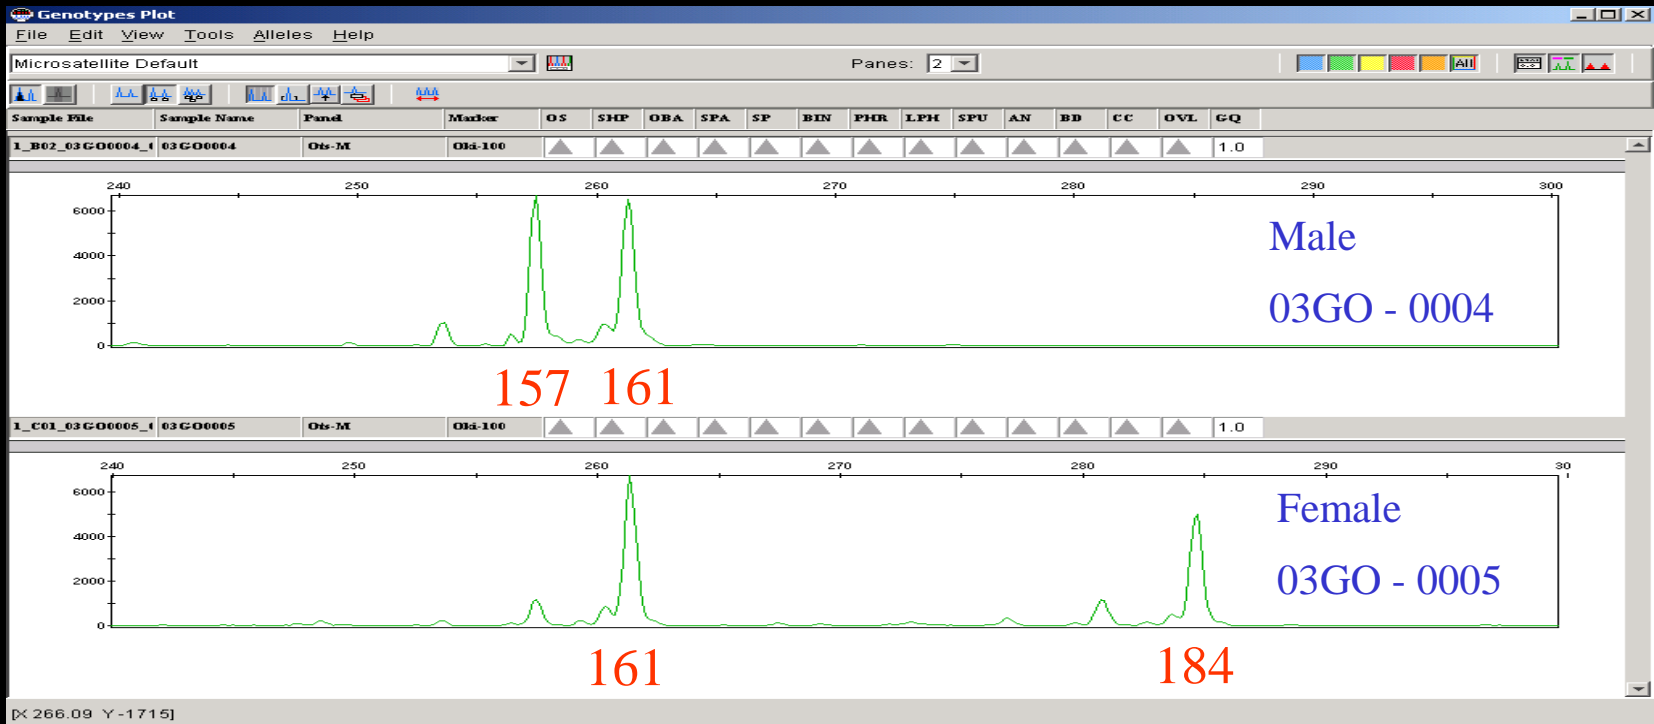 Genotypes Plot
File Edit View Tools Alleles Help
Microsatellite Default Panes: 2 All
Sample File Sample Name Panel Marker OS SHP OBA SPA SP BIN PHR LPH SPU AN BD CC OVL GQ
1_B02_03GO0004_( 03GO0004 Ots-M Oki-100 1.0
240 250 260 270 280 290 300
6000
4000
2000
0
Male
03GO - 0004
157 161
1_C01_03GO0005_( 03GO0005 Ots-M Oki-100 1.0
240 250 260 270 280 290 30
6000
4000
2000
0
Female
03GO - 0005
161 184
[X 266.09 Y -1715]